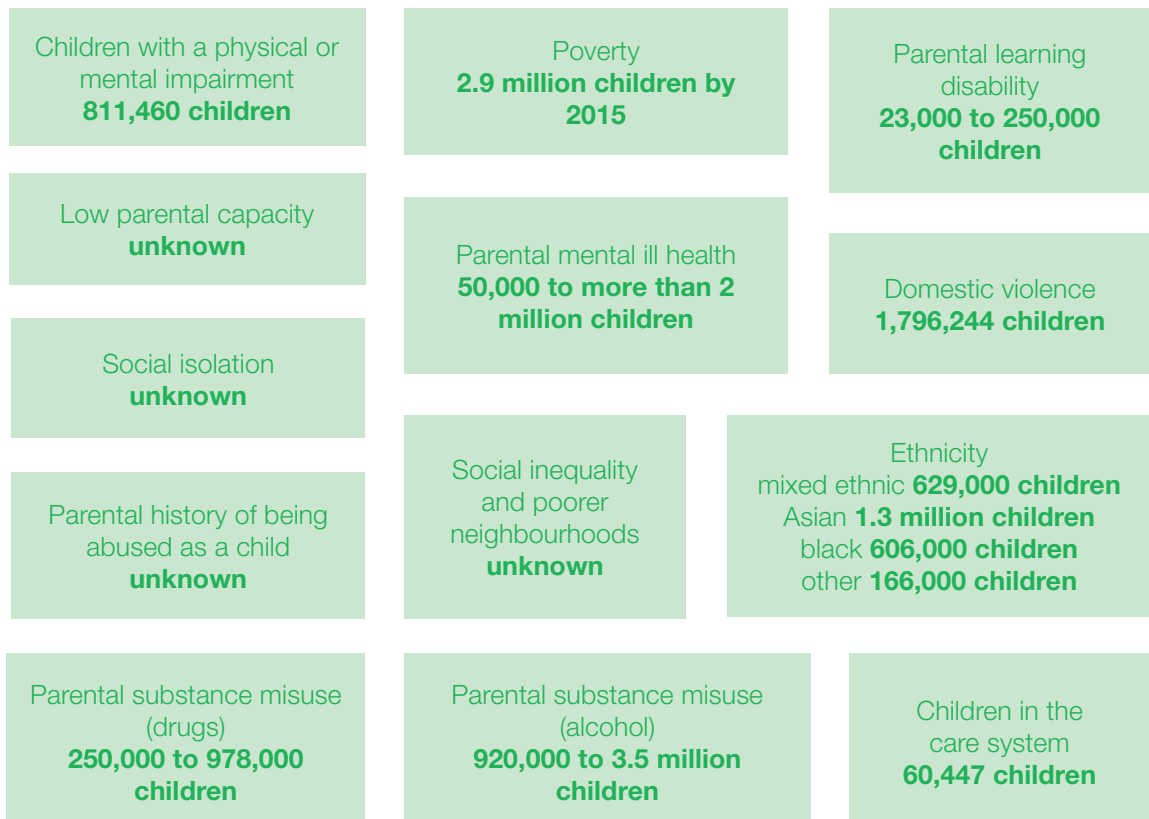 Children with a physical or
mental impairment
811,460 children
Poverty
2.9 million children by
2015
Parental learning
disability
23,000 to 250,000
children
Low parental capacity
unknown
Parental mental ill health
50,000 to more than 2
million children
Domestic violence
1,796,244 children
Social isolation
unknown
Social inequality
and poorer
neighbourhoods
unknown
Ethnicity
mixed ethnic 629,000 children
Asian 1.3 million children
black 606,000 children
other 166,000 children
Parental history of being
abused as a child
unknown
Parental substance misuse
(drugs)
250,000 to 978,000
children
Parental substance misuse
(alcohol)
920,000 to 3.5 million
children
Children in the
care system
60,447 children